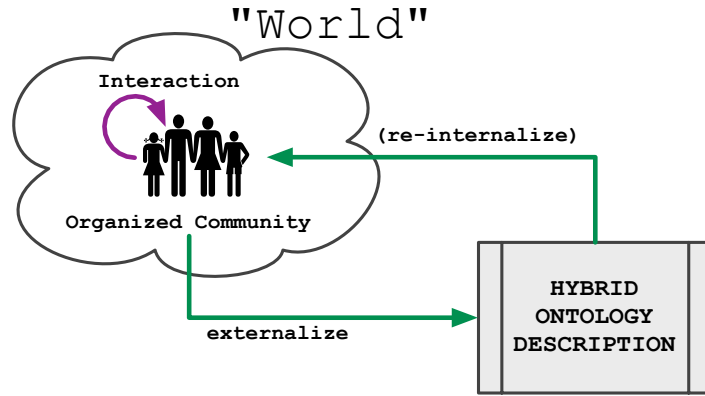 "World"
Interaction
(re-internalize)
Organized Community
externalize
HYBRID
ONTOLOGY
DESCRIPTION